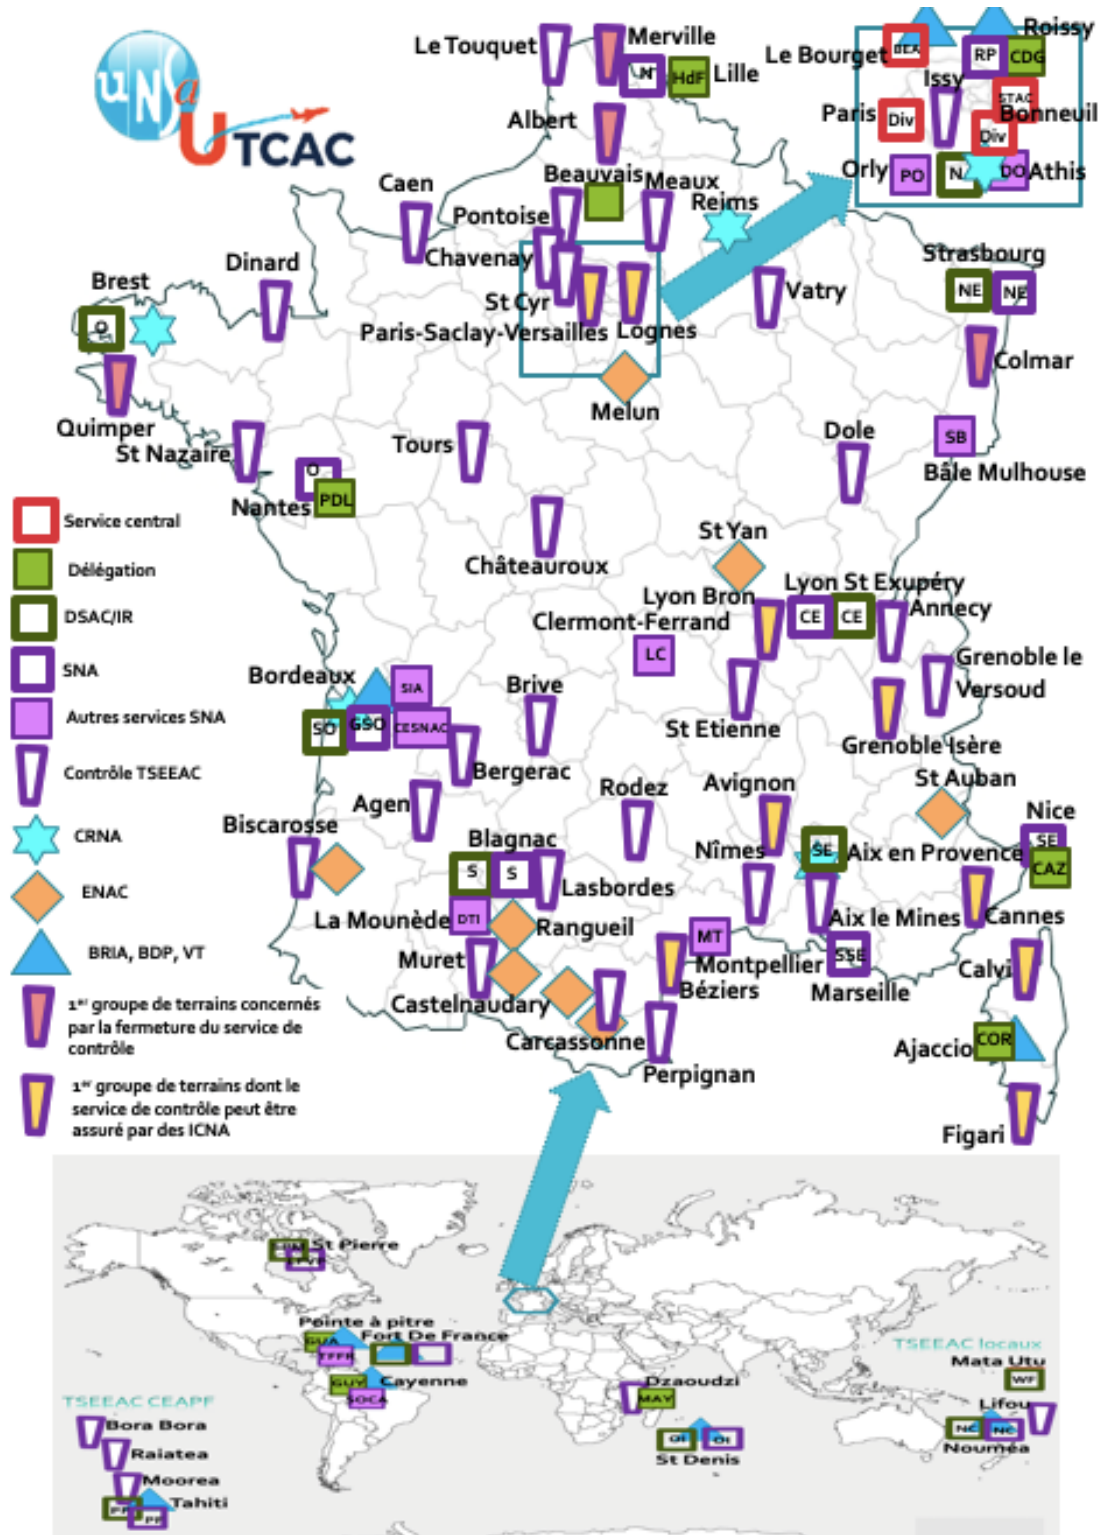 uNSa
UTCAC
Le Touquet
Merville
N
HdF
Lille
Albert
Beauvais
Meaux
Caen
Pontoise
Reims
Chavenay
Dinard
St Cyr
Vatry
Paris-Saclay-Versailles
Lognes
Brest
O
Melun
Quimper
St Nazaire
Tours
Dole
O
PDL
Nantes
Châteauroux
Le Bourget
BEA
Roissy
RP
CDG
Issy
STAC
Paris
Div
Bonneuil
Div
Orly
PO
DO
Athis
Strasbourg
NE
NE
Colmar
SB
Bâle Mulhouse
St Yan
Lyon St Exupéry
Lyon Bron
CE
CE
Annecy
Clermont-Ferrand
LC
Grenoble le
Versoud
St Etienne
Grenoble Isère
Service central
Délégation
DSAC/IR
SNA
Autres services SNA
Contrôle TSEEAC
CRNA
ENAC
BRIA, BDP, VT
1er groupe de terrains concernés
par la fermeture du service de
contrôle
1er groupe de terrains dont le
service de contrôle peut être
assuré par des ICNA
Bordeaux
SIA
SO
GSO
CESNAC
Brive
Bergerac
Agen
Rodez
Avignon
St Auban
Nice
SE
CAZ
Biscarosse
Blagnac
S
S
Lasbordes
Nîmes
SE
Aix en Provence
La Mounède
DTI
Rangueil
MT
Aix le Mines
Cannes
Muret
Montpellier
SSE
Marseille
Calvi
Castelnaudary
Béziers
Carcassonne
Ajaccio
COR
Perpignan
Figari
St Pierre
Pointe à pitre
GUA
Fort De France
TFFR
GUY
Cayenne
SOCA
TSEEAC CEAPF
Bora Bora
Raiatea
Moorea
Tahiti
PF
Dzaoudzi
MAY
OI
OI
St Denis
TSEEAC locaux
Mata Utu
WF
Lifou
NC
NC
Nouméa